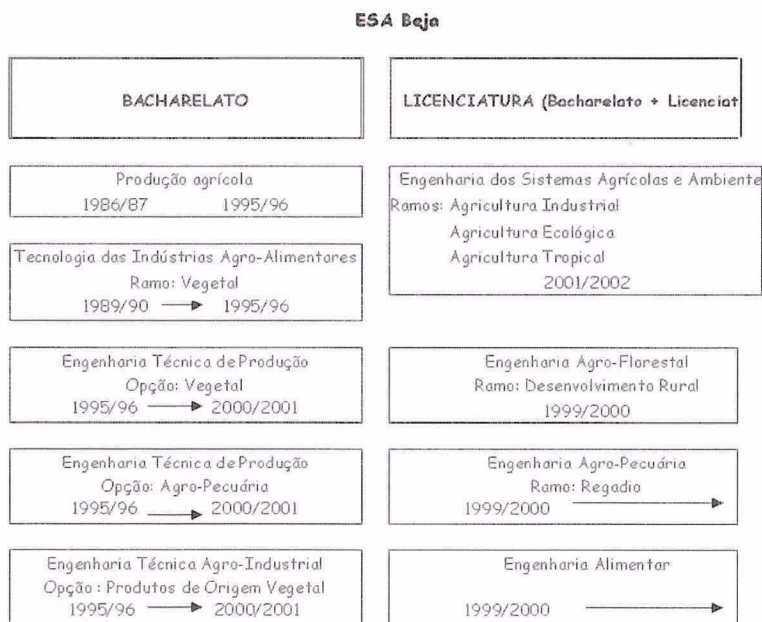 ESA Beja
BACHARELATO
LICENCIATURA (Bacharelato + Licenciat
Produção agrícola
1986/87 1995/96
Tecnologia das Indústrias Agro-Alimentares
Ramo: Vegetal
1989/90 1995/96
Engenharia Técnica de Produção
Opção: Vegetal
1995/96 2000/2001
Engenharia Técnica de Produção
Opção: Agro-Pecuária
1995/96 2000/2001
Engenharia Técnica Agro-Industrial
Opção : Produtos de Origem Vegetal
1995/96 2000/2001
Engenharia dos Sistemas Agrícolas e Ambiente
Ramos: Agricultura Industrial
Agricultura Ecológica
Agricultura Tropical
2001/2002
Engenharia Agro-Florestal
Ramo: Desenvolvimento Rural
1999/2000
Engenharia Agro-Pecuária
Ramo: Regadio
1999/2000
Engenharia Alimentar
1999/2000